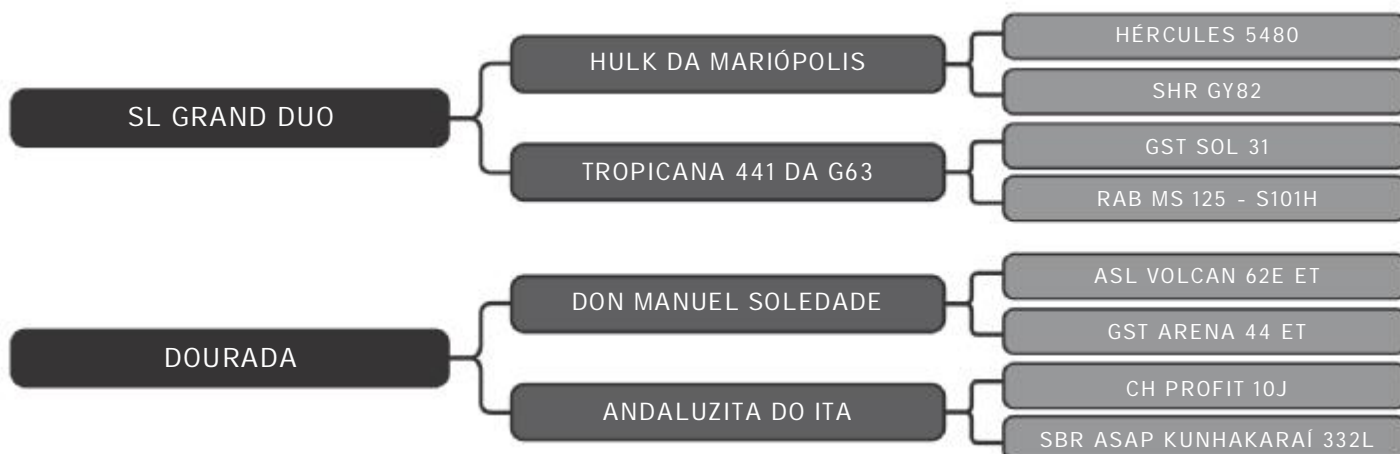 SL GRAND DUO
HULK DA MARIÓPOLIS
HÉRCULES 5480
SHR GY82
TROPICANA 441 DA G63
GST SOL 31
RAB MS 125 - S101H
DOURADA
DON MANUEL SOLEDADE
ASL VOLCAN 62E ET
GST ARENA 44 ET
ANDALUZITA DO ITA
CH PROFIT 10J
SBR ASAP KUNHAKARAÍ 332L